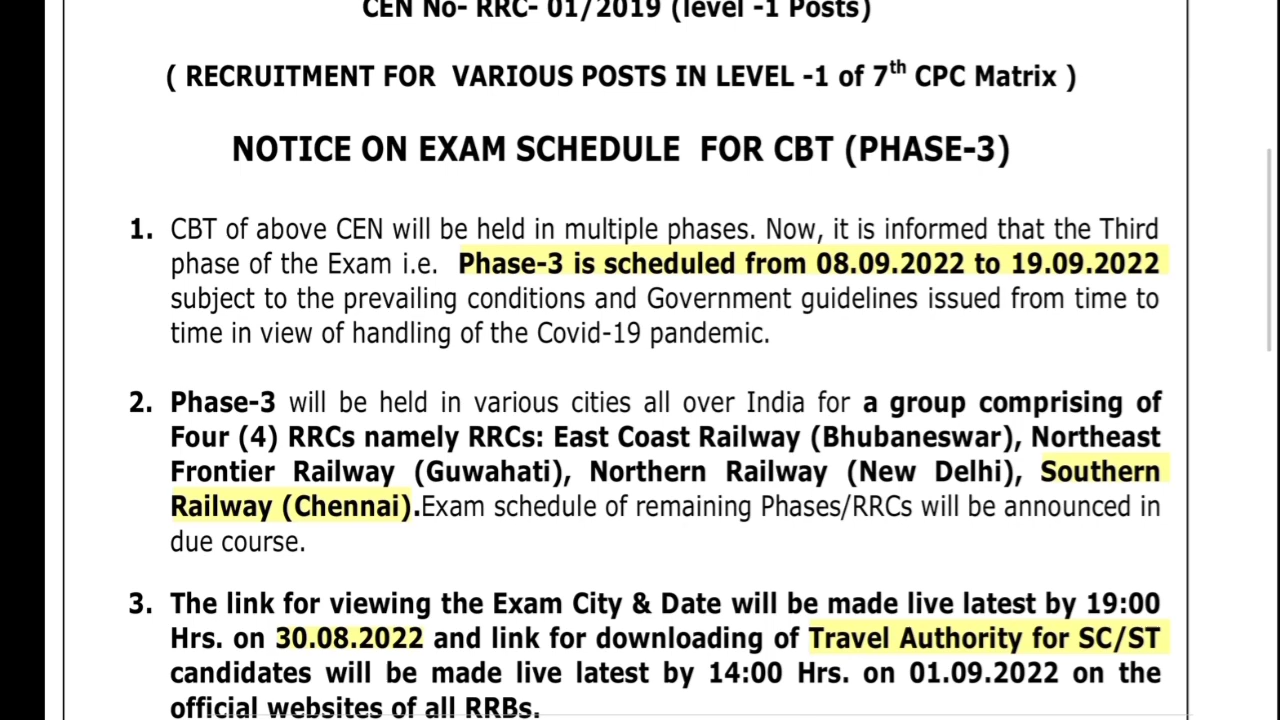 CEN No- RRC- 01/2019 (level -1 Posts)
( RECRUITMENT FOR VARIOUS POSTS IN LEVEL -1 of 7th CPC Matrix )
NOTICE ON EXAM SCHEDULE FOR CBT (PHASE-3)
1. CBT of above CEN will be held in multiple phases. Now, it is informed that the Third
phase of the Exam i.e. Phase-3 is scheduled from 08.09.2022 to 19.09.2022
subject to the prevailing conditions and Government guidelines issued from time to
time in view of handling of the Covid-19 pandemic.
2. Phase-3 will be held in various cities all over India for a group comprising of
Four (4) RRCs namely RRCs: East Coast Railway (Bhubaneswar), Northeast
Frontier Railway (Guwahati), Northern Railway (New Delhi), Southern
Railway (Chennai).Exam schedule of remaining Phases/RRCs will be announced in
due course.
3. The link for viewing the Exam City & Date will be made live latest by 19:00
Hrs. on 30.08.2022 and link for downloading of Travel Authority for SC/ST
candidates will be made live latest by 14:00 Hrs. on 01.09.2022 on the
official websites of all RRBs.